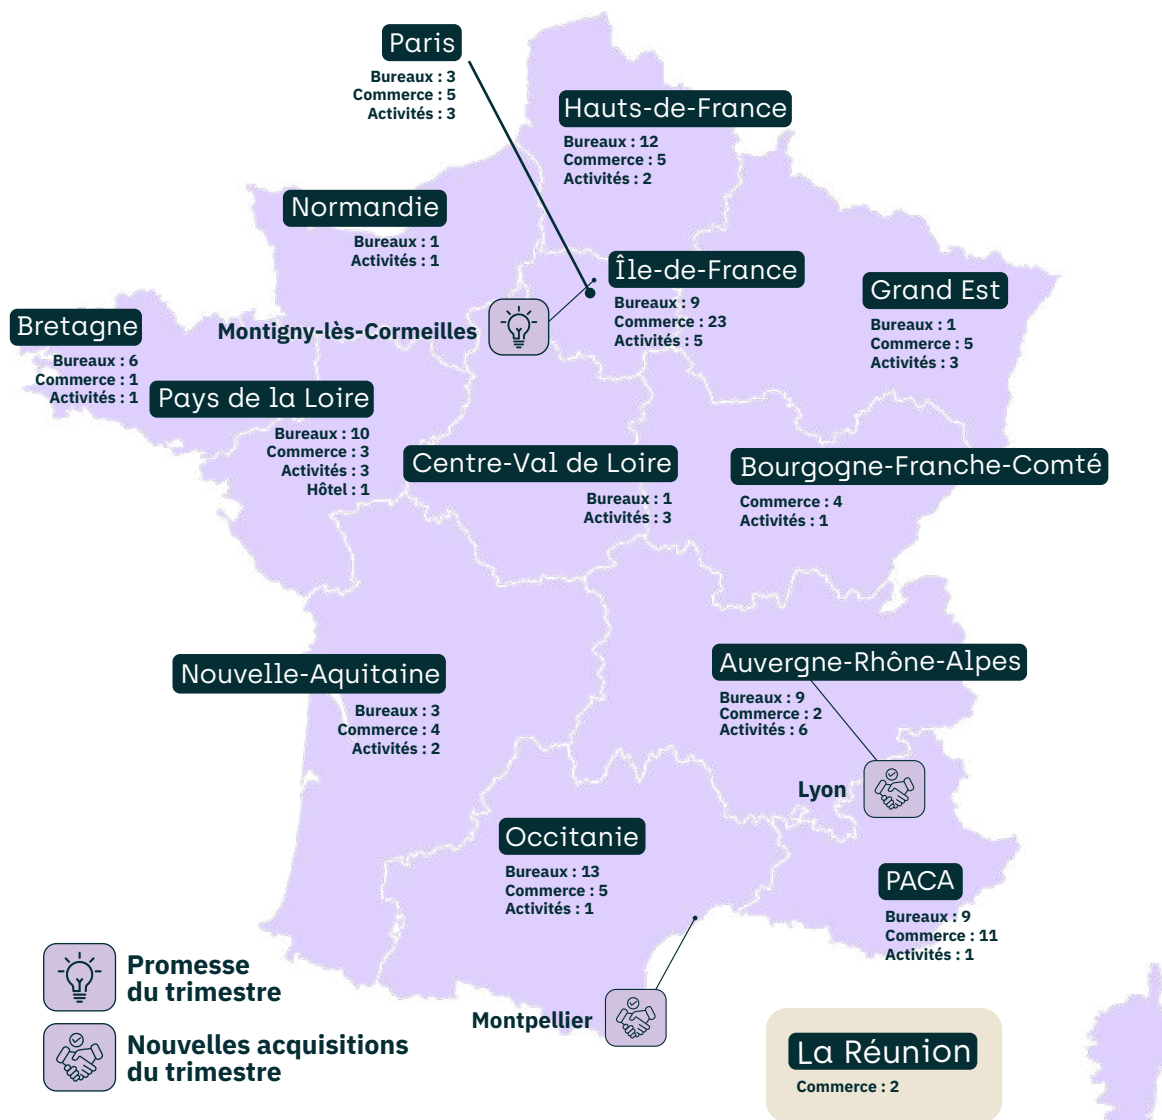 Paris
Bureaux : 3
Commerce : 5
Activités : 3
Hauts-de-France
Bureaux : 12
Commerce : 5
Activités : 2
Normandie
Bureaux : 1
Activités : 1
Île-de-France
Bureaux : 9
Commerce : 23
Activités : 5
Montigny-lès-Cormeilles
Grand Est
Bureaux : 1
Commerce : 5
Activités : 3
Bretagne
Bureaux : 6
Commerce : 1
Activités : 1
Pays de la Loire
Bureaux : 10
Commerce : 3
Activités : 3
Hôtel : 1
Centre-Val de Loire
Bureaux : 1
Activités : 3
Bourgogne-Franche-Comté
Commerce : 4
Activités : 1
Nouvelle-Aquitaine
Bureaux : 3
Commerce : 4
Activités : 2
Auvergne-Rhône-Alpes
Bureaux : 9
Commerce : 2
Activités : 6
Lyon
Occitanie
Bureaux : 13
Commerce : 5
Activités : 1
PACA
Bureaux : 9
Commerce : 11
Activités : 1
Montpellier
Promesse
du trimestre
Nouvelles acquisitions
du trimestre
La Réunion
Commerce : 2